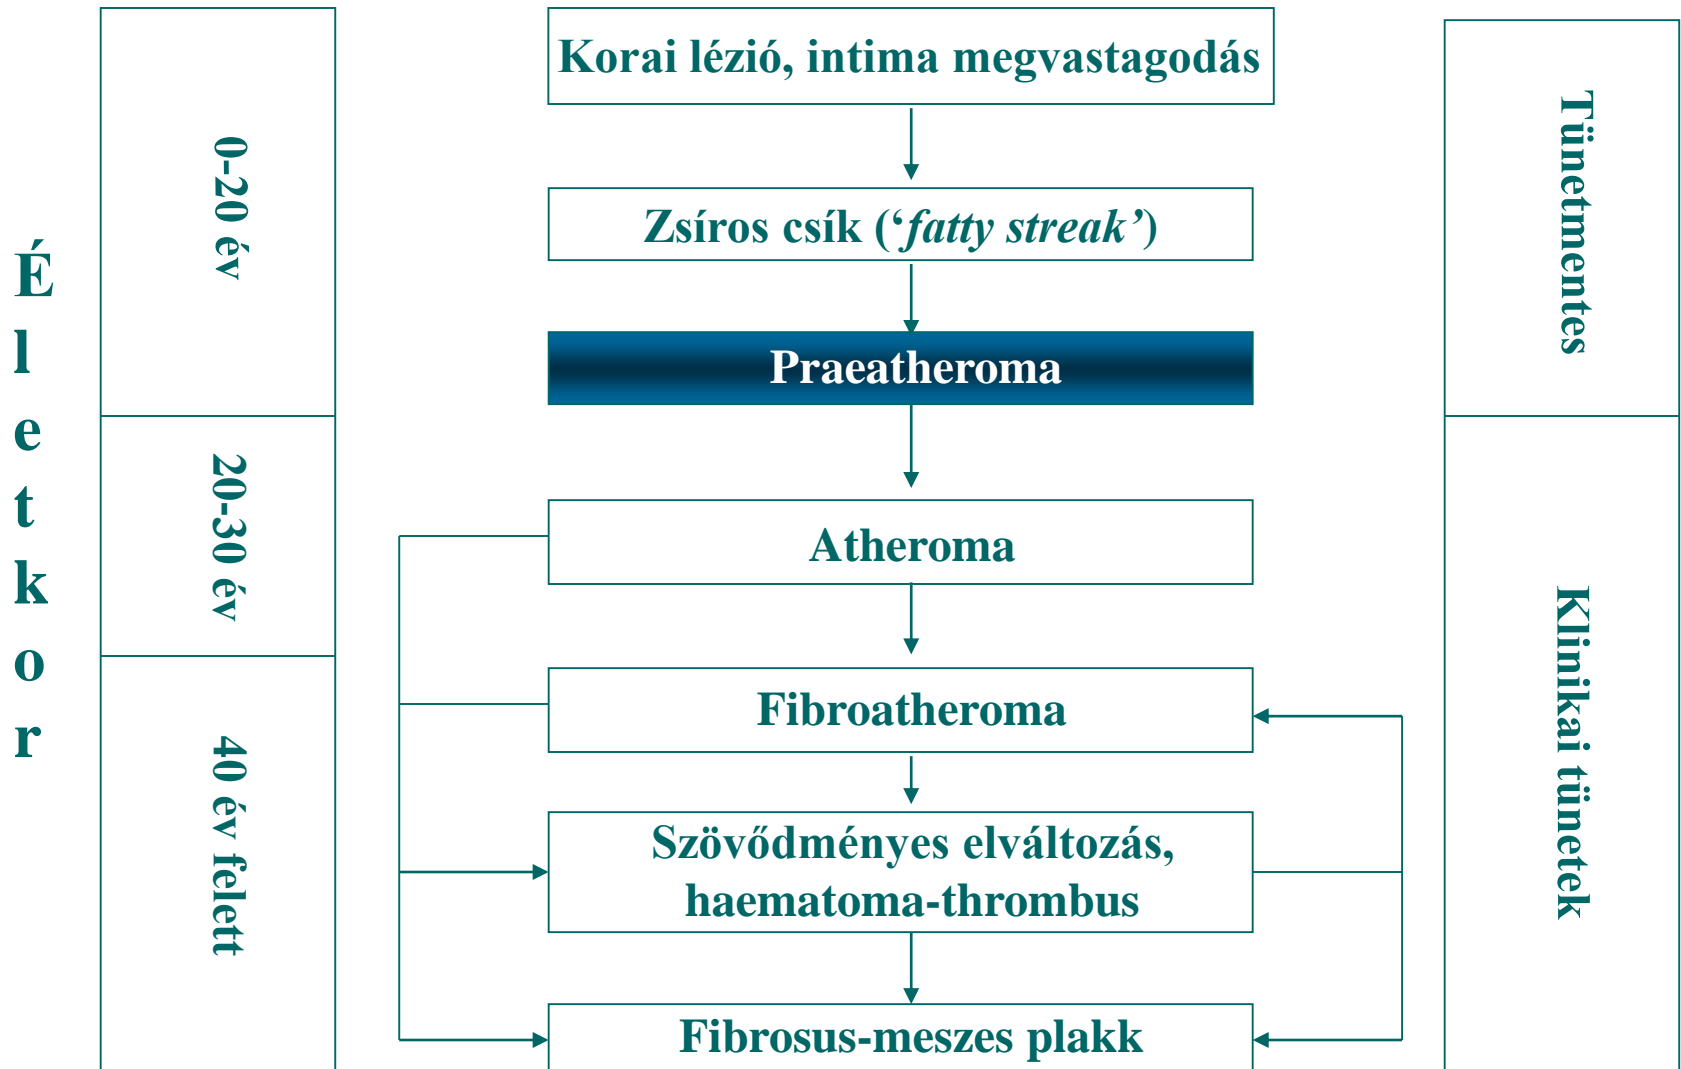 Életkor
0-20 év
20-30 év
40 év felett
Korai lézió, intima megvastagodás
Zsíros csík (‘fatty streak’)
Praeatheroma
Atheroma
Fibroatheroma
Szövődményes elváltozás,
haematoma-thrombus
Fibrosus-meszes plakk
Tünetmentes
Klinikai tünetek